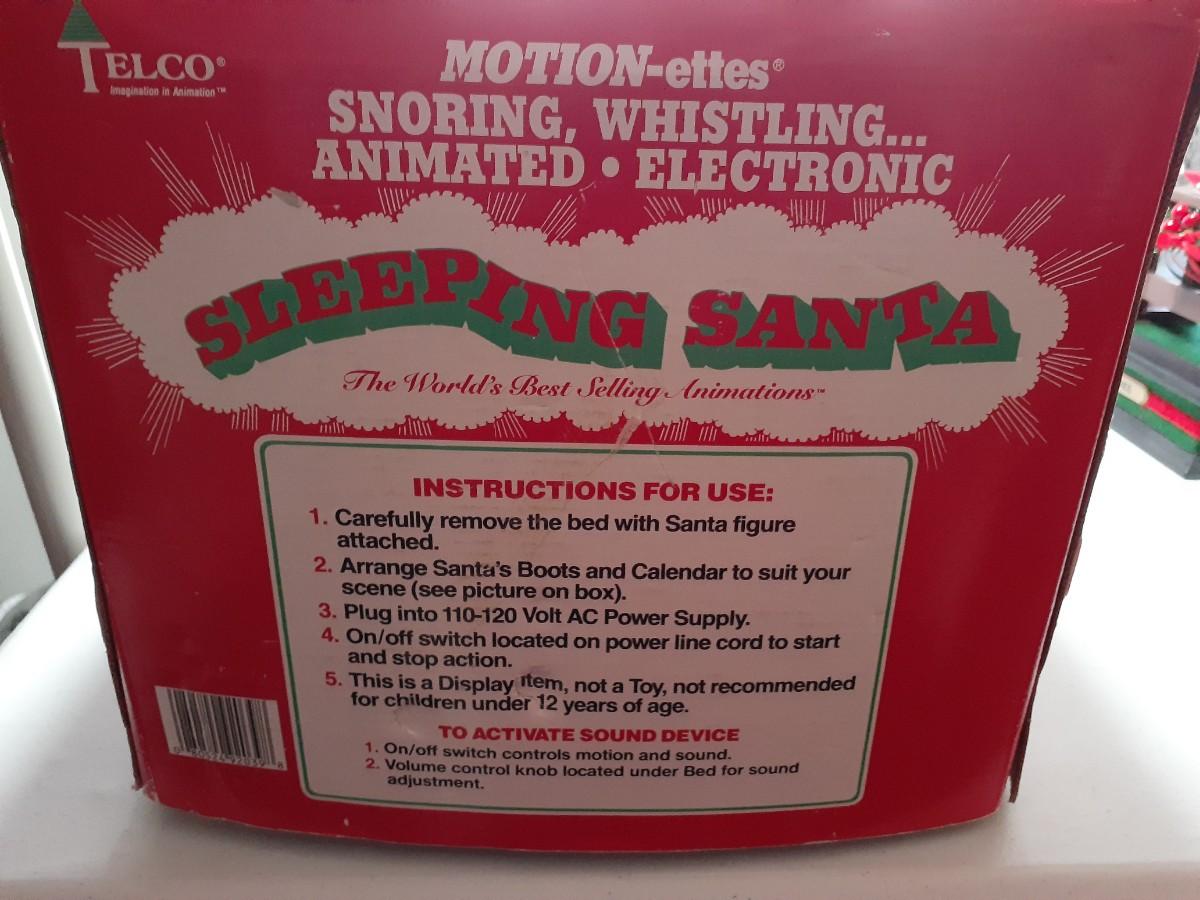 TELCO®
Imagination in Animation™
MOTION-ettes®
SNORING, WHISTLING...
ANIMATED • ELECTRONIC
SLEEPING SANTA
The World's Best Selling Animations™
INSTRUCTIONS FOR USE:
1. Carefully remove the bed with Santa figure
attached.
2. Arrange Santa's Boots and Calendar to suit your
scene (see picture on box).
3. Plug into 110-120 Volt AC Power Supply.
4. On/off switch located on power line cord to start
and stop action.
5. This is a Display Item, not a Toy, not recommended
for children under 12 years of age.
TO ACTIVATE SOUND DEVICE
1. On/off switch controls motion and sound.
2. Volume control knob located under Bed for sound
adjustment.